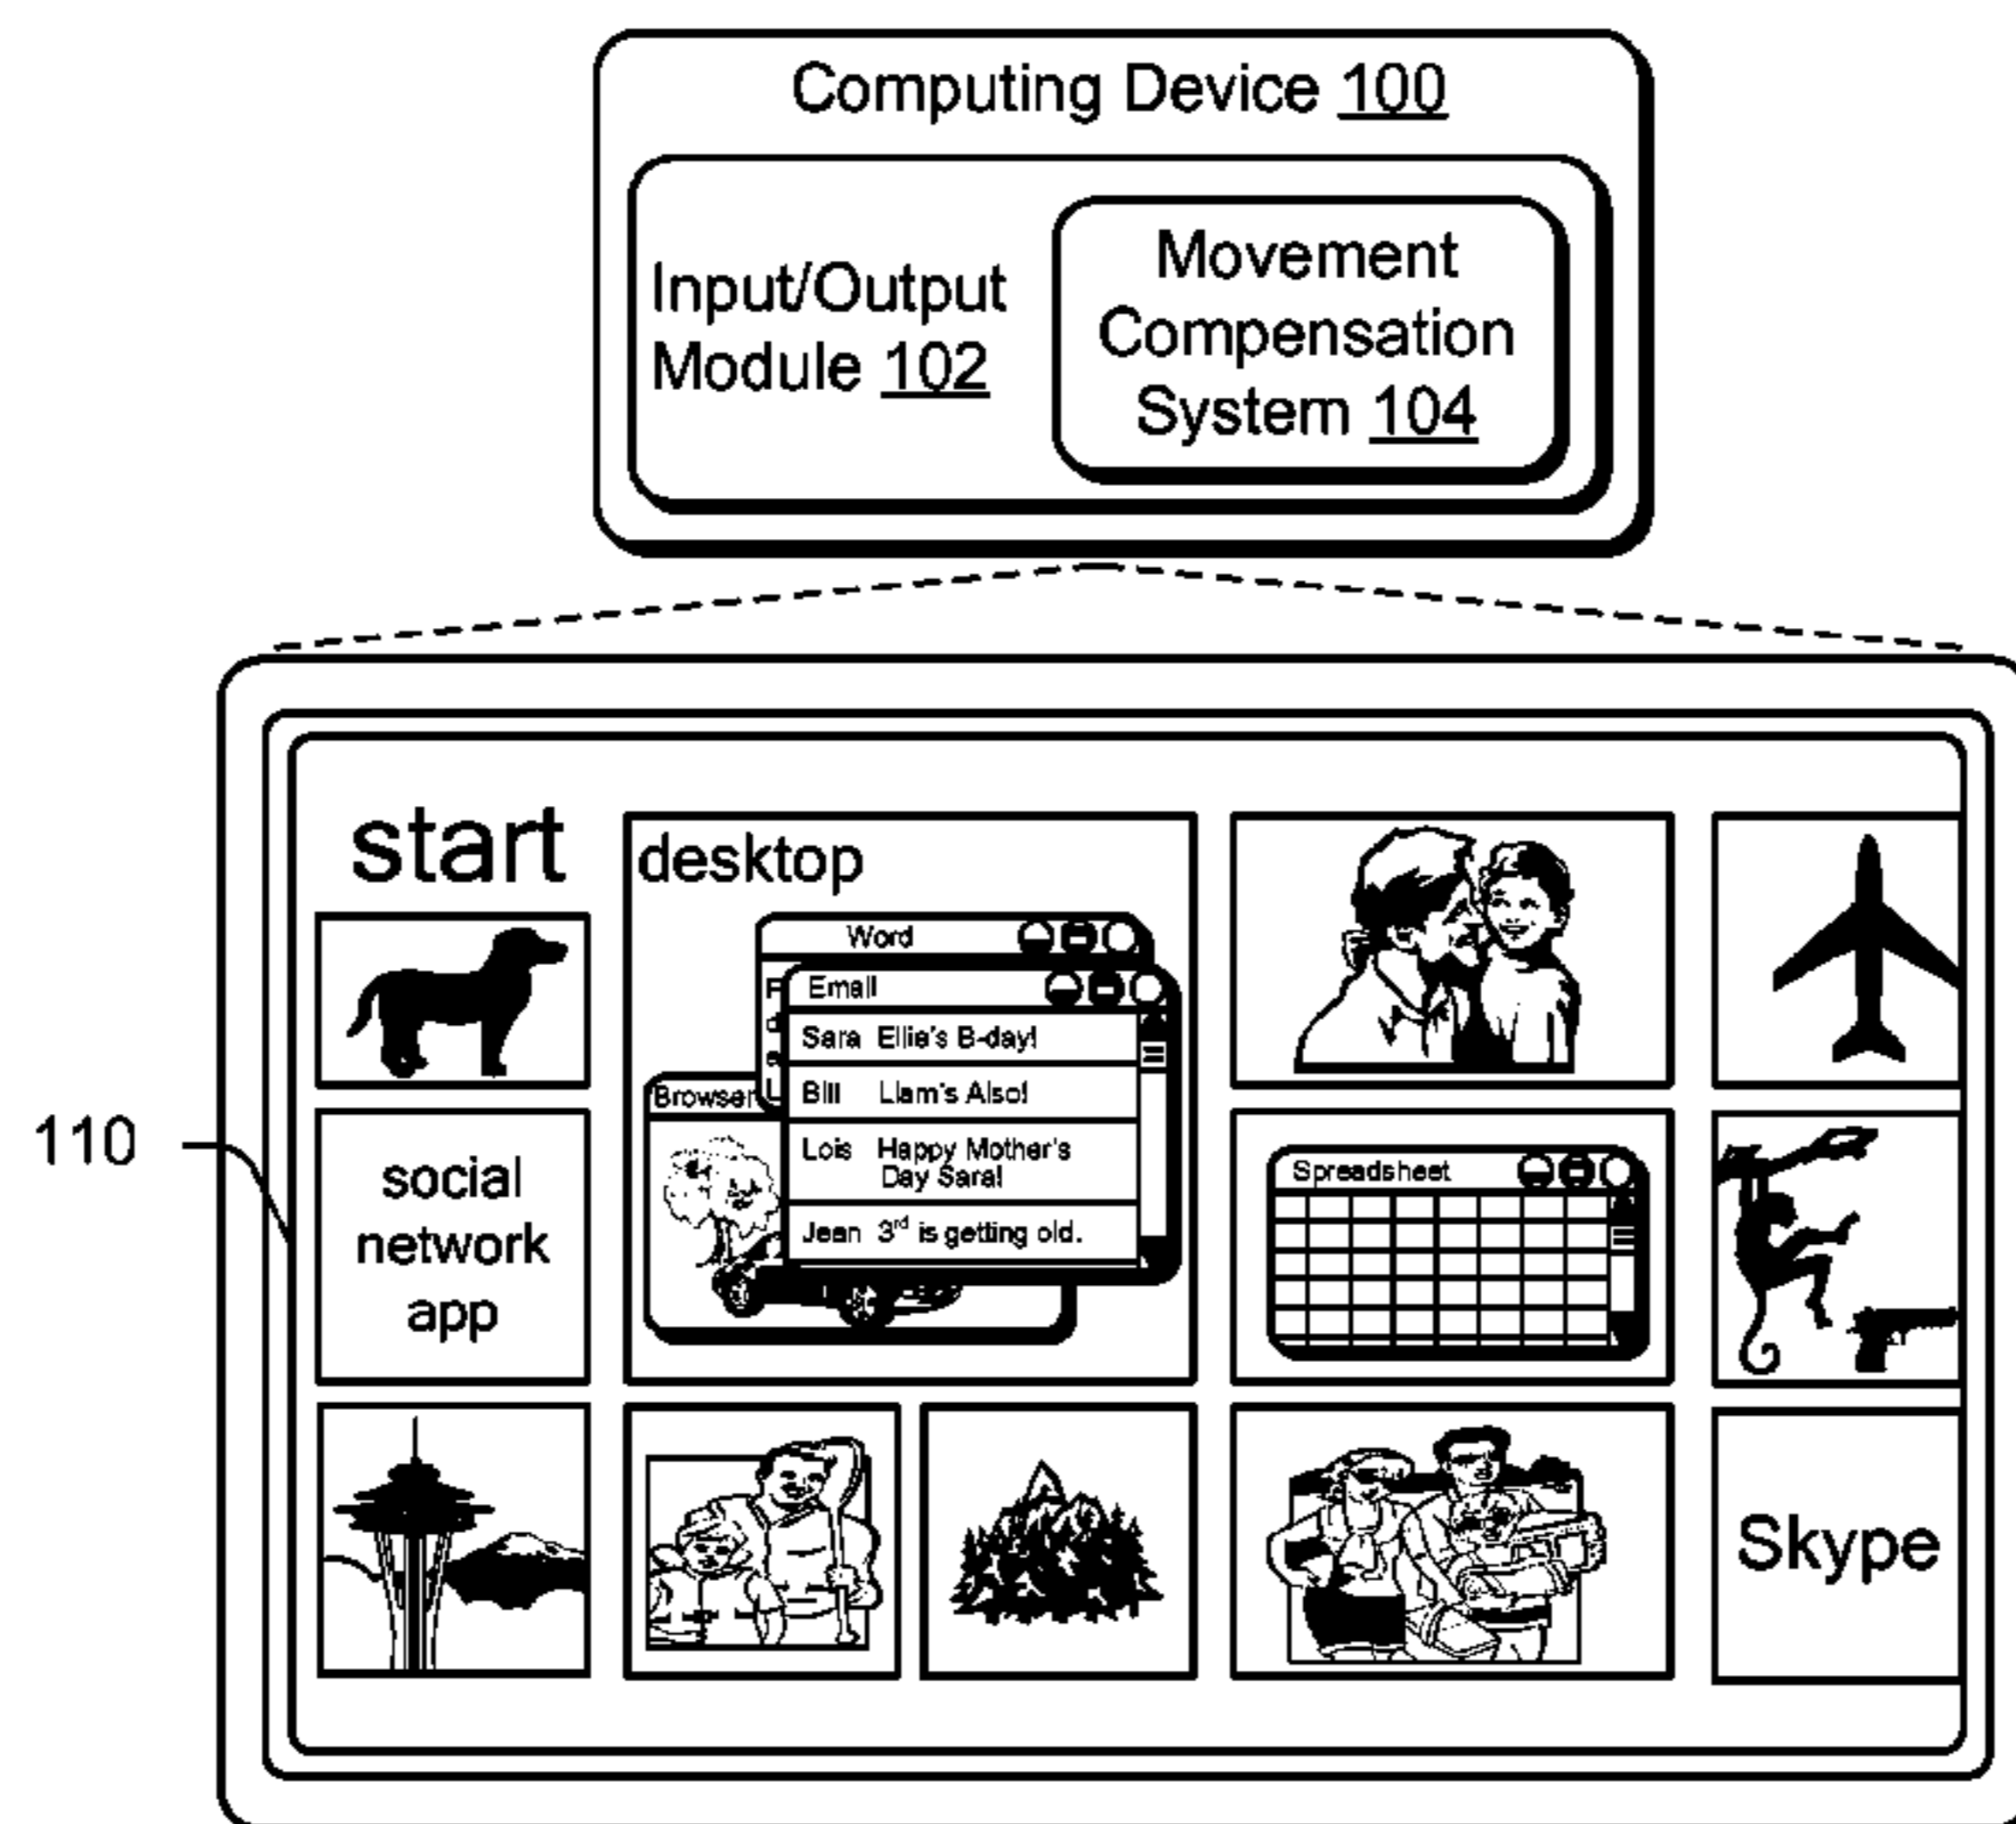 Computing Device 100
Input/Output
Module 102
Movement
Compensation
System 104
110
start
desktop
Word
Email
Sara Ellie's B-day!
Bill Liam's Also!
Lois Happy Mother's
Day Sara!
Jean 3rd is getting old.
Browser
social
network
app
Spreadsheet
Skype